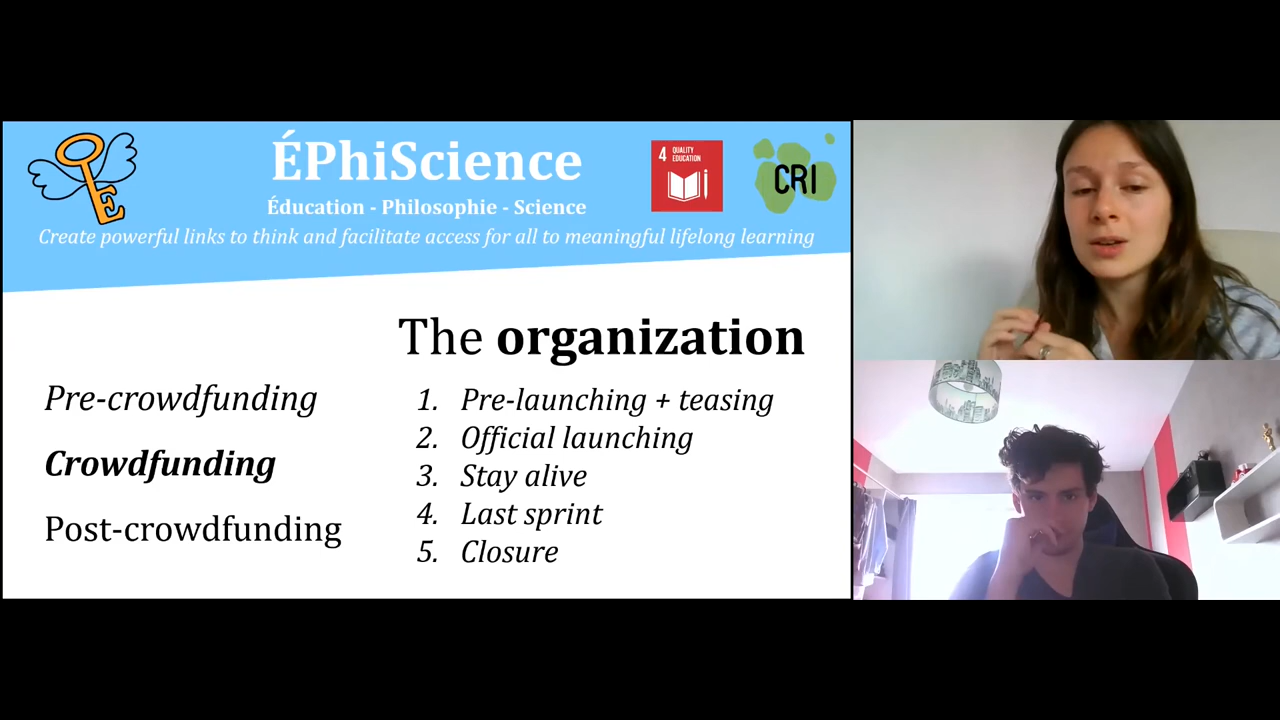 ÉPhiScience
Éducation - Philosophie - Science
Create powerful links to think and facilitate access for all to meaningful lifelong learning
4 QUALITY
EDUCATION
CRI
E
The organization
Pre-crowdfunding
Crowdfunding
Post-crowdfunding
1. Pre-launching + teasing
2. Official launching
3. Stay alive
4. Last sprint
5. Closure